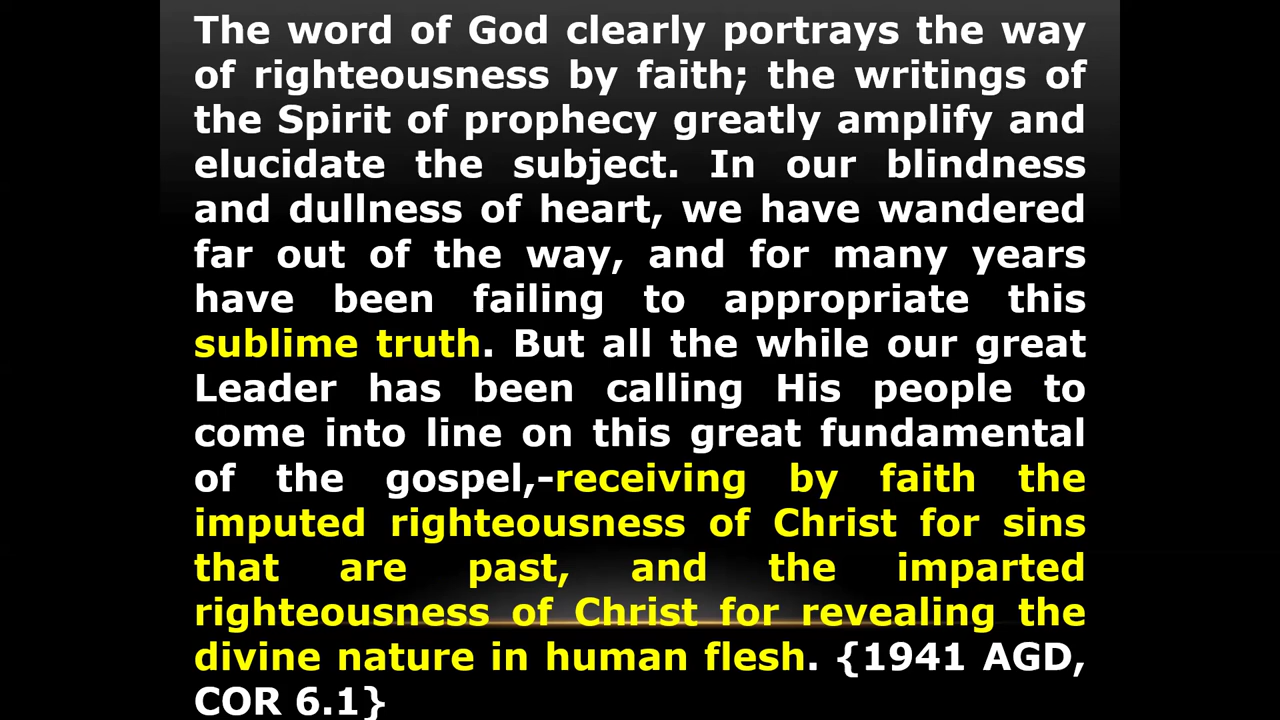 The word of God clearly portrays the way
of righteousness by faith; the writings of
the Spirit of prophecy greatly amplify and
elucidate the subject. In our blindness
and dullness of heart, we have wandered
far out of the way, and for many years
have been failing to appropriate this
sublime truth. But all the while our great
Leader has been calling His people to
come into line on this great fundamental
of the gospel,-receiving by faith the
imputed righteousness of Christ for sins
that are past, and the imparted
righteousness of Christ for revealing the
divine nature in human flesh. {1941 AGD,
COR 6.1}